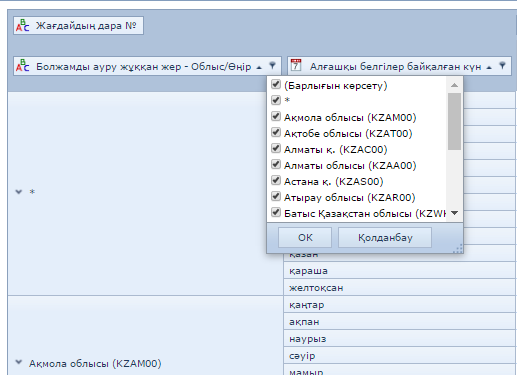 Жағдайдың дара №
Болжамды ауру жұққан жер - Облыс/Өңір
Алғашқы белгілер байқалған күн
(Барлығын көрсету)
*
Ақмола облысы (KZAM00)
Ақтөбе облысы (KZAT00)
Алматы қ. (KZAC00)
Алматы облысы (KZAA00)
Астана қ. (KZAS00)
Атырау облысы (KZAR00)
Батыс Қазақстан облысы (KZW
OK
Қолданбау
*
қазан
қараша
желтоқсан
қаңтар
ақпан
наурыз
сәуір
мамыр
Ақмола облысы (KZAM00)